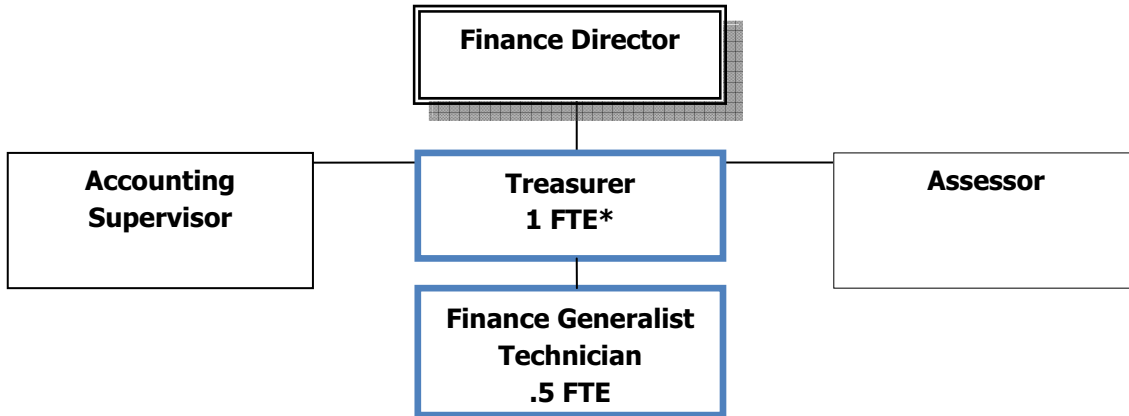 Finance Director
Accounting
Supervisor
Treasurer
1 FTE*
Assessor
Finance Generalist
Technician
.5 FTE